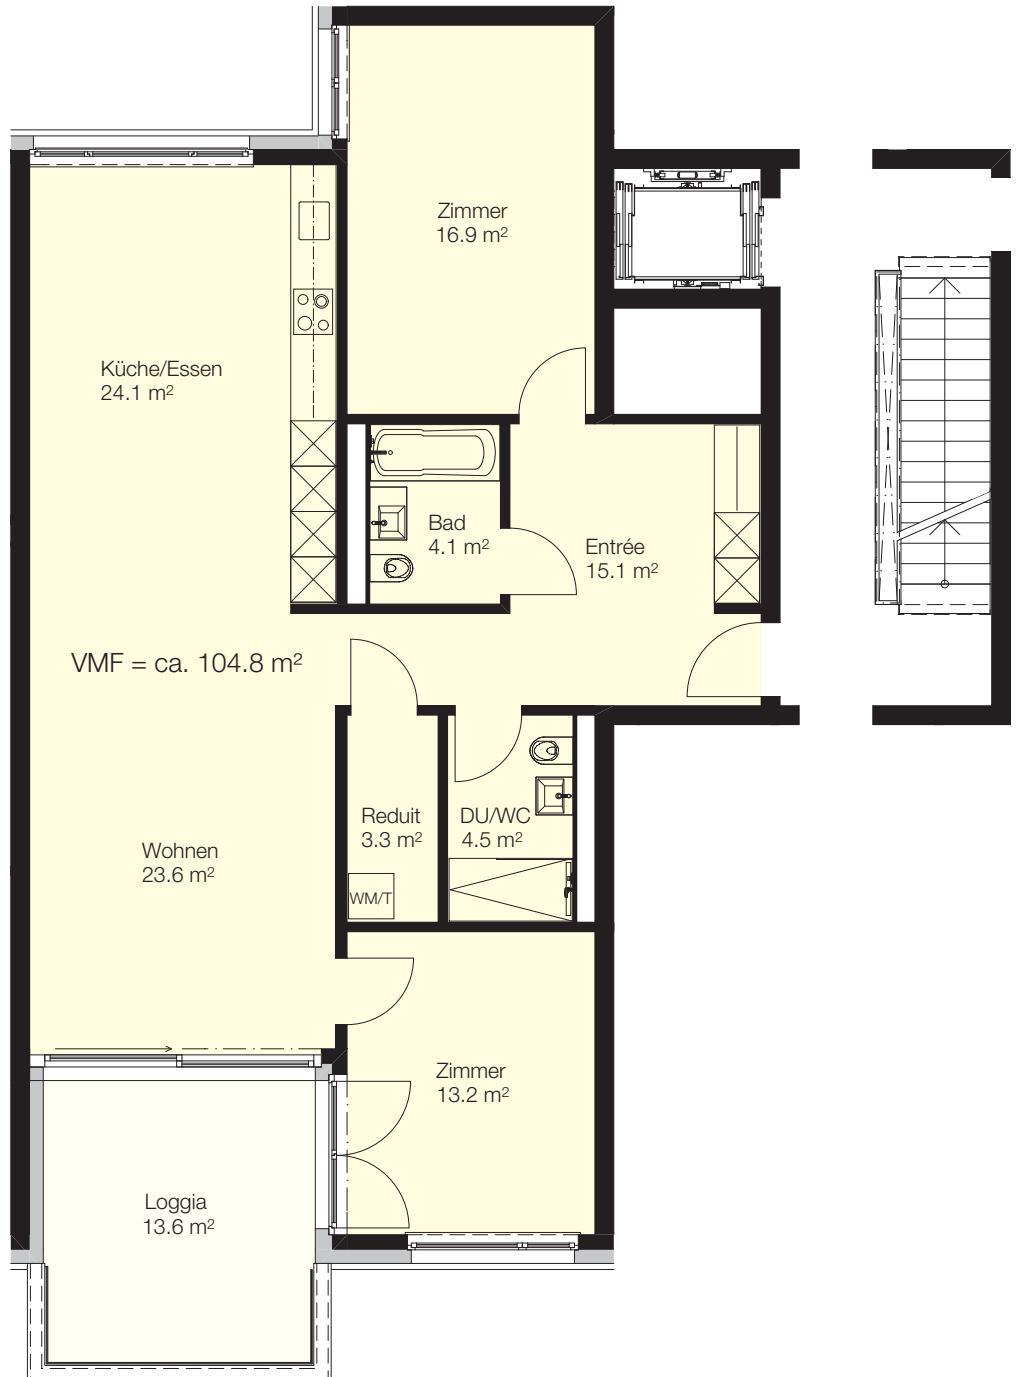 Zimmer
16.9 m²
Küche/Essen
24.1 m²
Bad
4.1 m²
Entrée
15.1 m²
VMF = ca. 104.8 m²
Reduit
3.3 m²
DU/WC
4.5 m²
Wohnen
23.6 m²
WM/T
Zimmer
13.2 m²
Loggia
13.6 m²